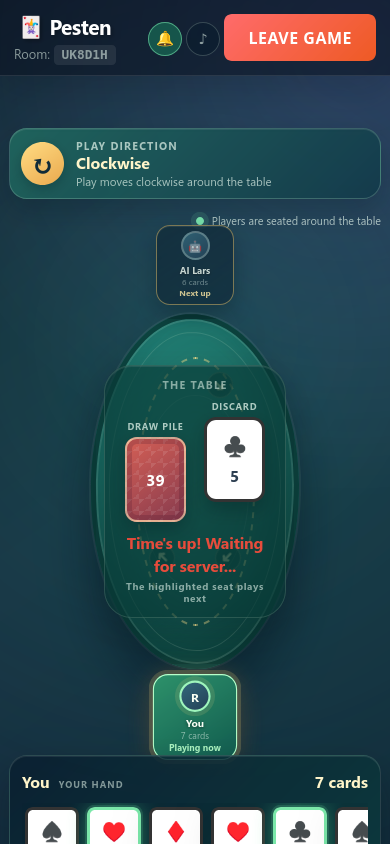 Pesten
Room: UK8D1H
LEAVE GAME
PLAY DIRECTION
Clockwise
Play moves clockwise around the table
Players are seated around the table
AI Lars
6 cards
Next up
THE TABLE
DRAW PILE
DISCARD
39
5
Time's up! Waiting
for server...
The highlighted seat plays
next
R
You
7 cards
Playing now
You YOUR HAND
7 cards